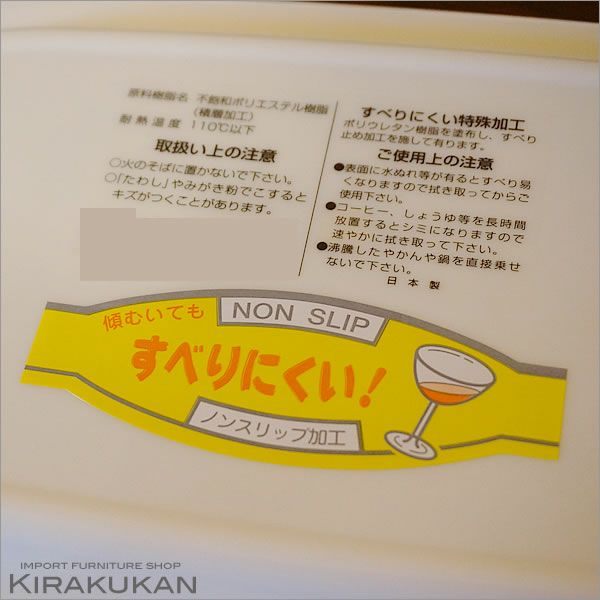 原料樹脂名 不飽和ポリエステル樹脂
（積層加工）
耐熱温度 110℃以下
取扱い上の注意
○火のそばに置かないで下さい。
○「たわし」やみがき粉でこすると
キズがつくことがあります。
すべりにくい特殊加工
ポリウレタン樹脂を塗布し、すべり
止め加工を施して有ります。
ご使用上の注意
●表面に水ぬれ等が有るとすべり易
くなりますので拭き取ってからご
使用下さい。
●コーヒー、しょうゆ等を長時間
放置するとシミになりますので
速やかに拭き取って下さい。
●沸騰したやかんや鍋を直接乗せ
ないで下さい。
日本製
傾むいても
NON SLIP
すべりにくい!
ノンスリップ加工
IMPORT FURNITURE SHOP
KIRAKUKAN